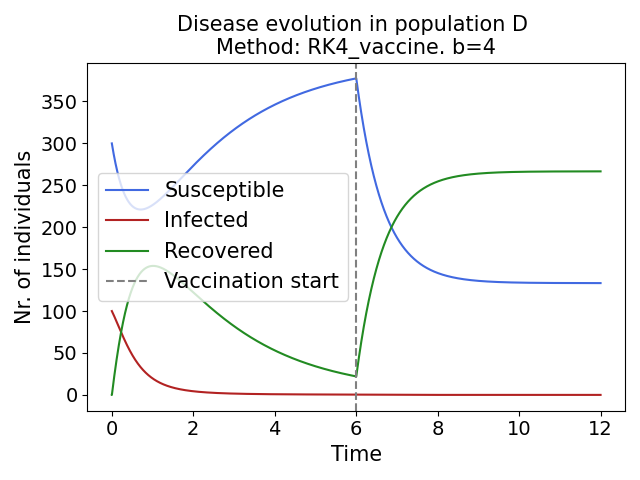 Disease evolution in population D
Method: RK4_vaccine. b=4
Nr. of individuals
350
300
250
200
150
100
50
0
Susceptible
Infected
Recovered
Vaccination start
0 2 4 6 8 10 12
Time